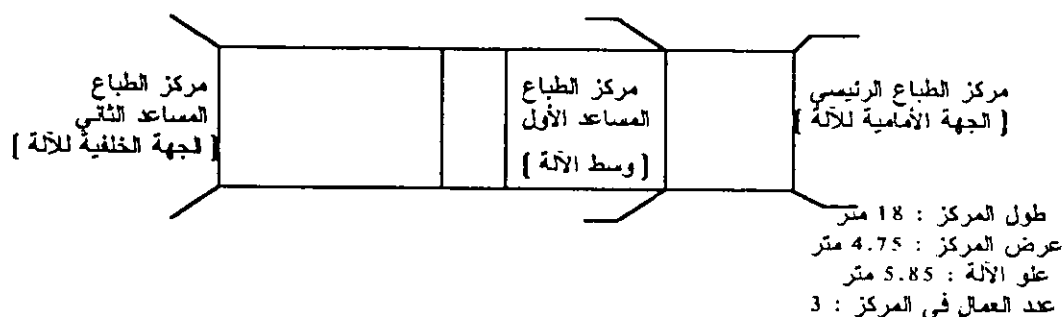 مركز الطباع الرئيسي
[ الجهة الأمامية للآلة ]
مركز الطباع
المساعد الأول
[ وسط الآلة ]
مركز الطباع
المساعد الثاني
[ الجهة الخلفية للآلة ]
طول المركز : 18 متر
عرض المركز : 4.75 متر
علو الآلة : 5.85 متر
عدد العمال في المركز : 3